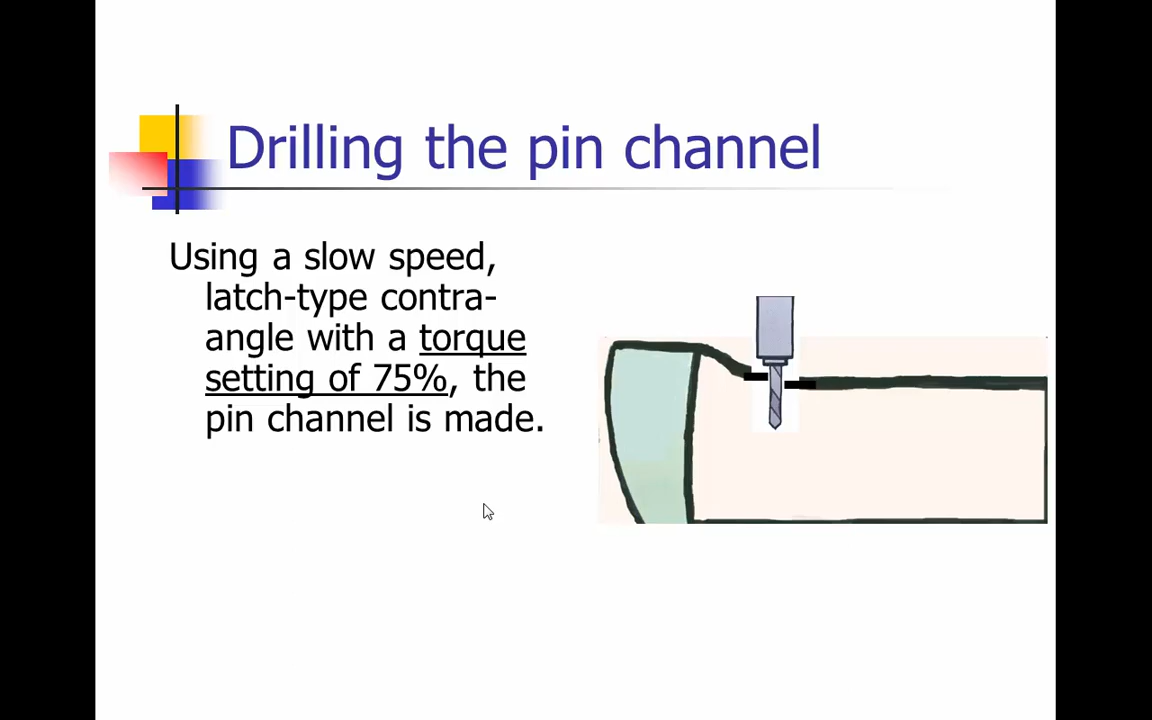 Drilling the pin channel
Using a slow speed,
latch-type contra-
angle with a torque
setting of 75%, the
pin channel is made.